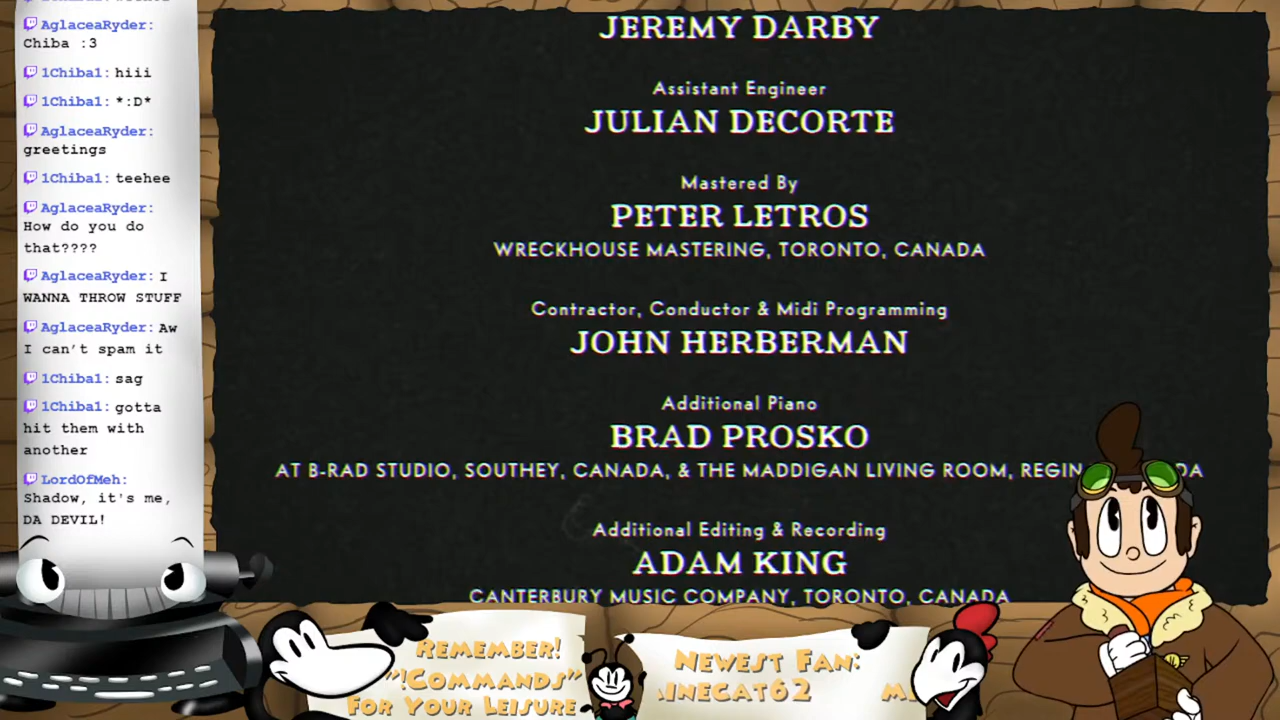 AglaceaRyder:
Chiba :3
1Chiba1: hiii
1Chiba1: *:D*
AglaceaRyder:
greetings
1Chiba1: teehee
AglaceaRyder:
How do you do
that????
AglaceaRyder: I
WANNA THROW STUFF
AglaceaRyder: Aw
I can't spam it
1Chiba1: sag
1Chiba1: gotta
hit them with
another
LordOfMeh:
Shadow, it's me,
DA DEVIL!
JEREMY DARBY
Assistant Engineer
JULIAN DECORTE
Mastered By
PETER LETROS
WRECKHOUSE MASTERING, TORONTO, CANADA
Contractor, Conductor & Midi Programming
JOHN HERBERMAN
Additional Piano
BRAD PROSKO
AT B-RAD STUDIO, SOUTHEY, CANADA, & THE MADDIGAN LIVING ROOM,
Additional Editing & Recording
ADAM KING
CANTERBURY MUSIC COMPANY, TORONTO, CANADA
REMEMBER!
"!COMMANDS"
FOR YOUR LEISURE
NEWEST FAN:
INECAT62